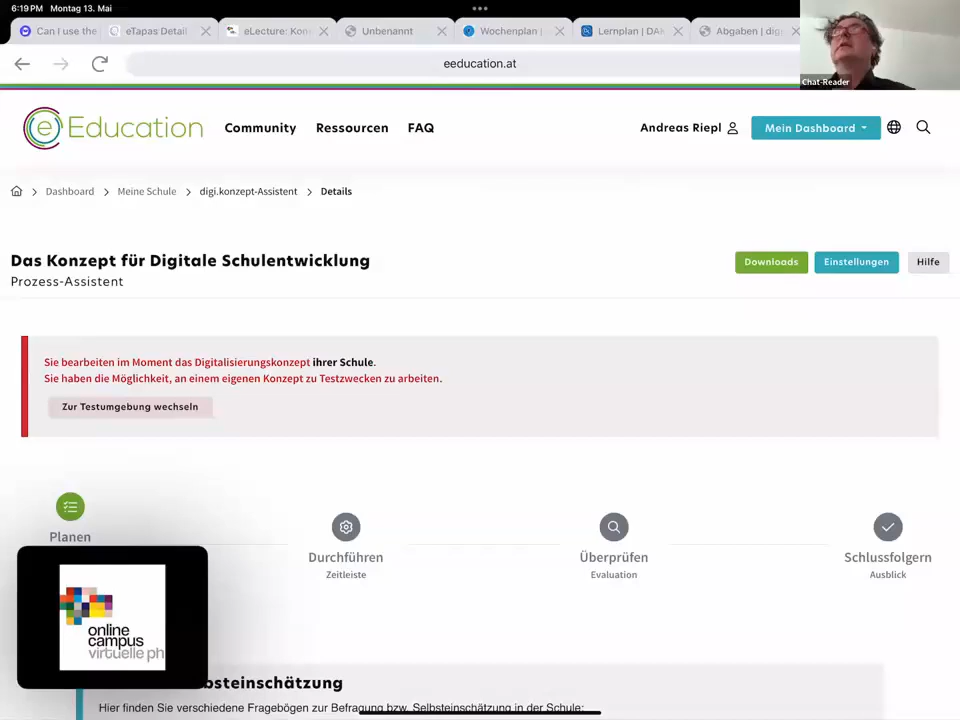 6:19 PM Montag 13. Mai
Can I use the
eTapas Detail
eLecture: Kon
Unbenannt
Wochenplan |
Lernplan | DAK
Abgaben | dig
eeducation.at
Chat-Reader
eEducation
Community
Ressourcen
FAQ
Andreas Riepl
Mein Dashboard
Dashboard
Meine Schule
digi.konzept-Assistent
Details
Das Konzept für Digitale Schulentwicklung
Prozess-Assistent
Downloads
Einstellungen
Hilfe
Sie bearbeiten im Moment das Digitalisierungskonzept ihrer Schule.
Sie haben die Möglichkeit, an einem eigenen Konzept zu Testzwecken zu arbeiten.
Zur Testumgebung wechseln
Planen
Durchführen
Zeitleiste
Überprüfen
Evaluation
Schlussfolgern
Ausblick
online
campus
virtuelle ph
bsteinschätzung
Hier finden Sie verschiedene Fragebögen zur Befragung bzw. Selbsteinschätzung in der Schule: